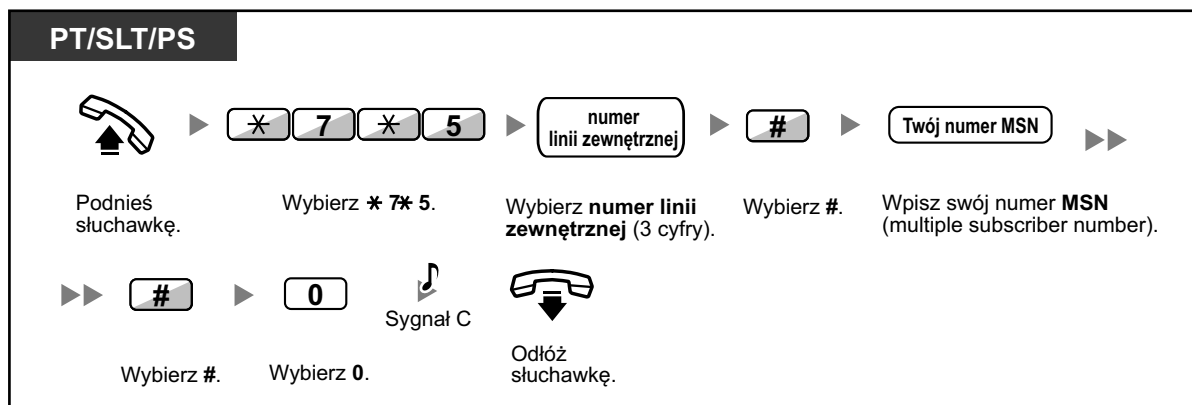 PT/SLT/PS
* 7 * 5
numer
linii zewnętrznej
#
Twój numer MSN
Podnieś
słuchawkę.
Wybierz * 7* 5.
Wybierz numer linii
zewnętrznej (3 cyfry).
Wybierz #.
Wpisz swój numer MSN
(multiple subscriber number).
#
0
Sygnał C
Wybierz #.
Wybierz 0.
Odłóż
słuchawkę.